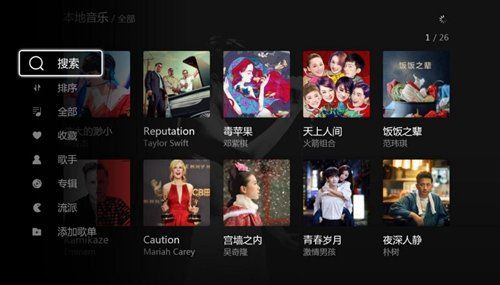 本地音乐 / 全部
1 / 26
搜索
排序
全部
收藏
歌手
专辑
流派
添加歌单
的渺小
Reputation
Taylor Swift
毒苹果
邓紫棋
天上人间
火箭组合
饭饭之辈
饭饭之辈
范玮琪
Kamikaze
Caution
Mariah Carey
宫墙之内
吴奇隆
青春岁月
激情男孩
夜深人静
朴树